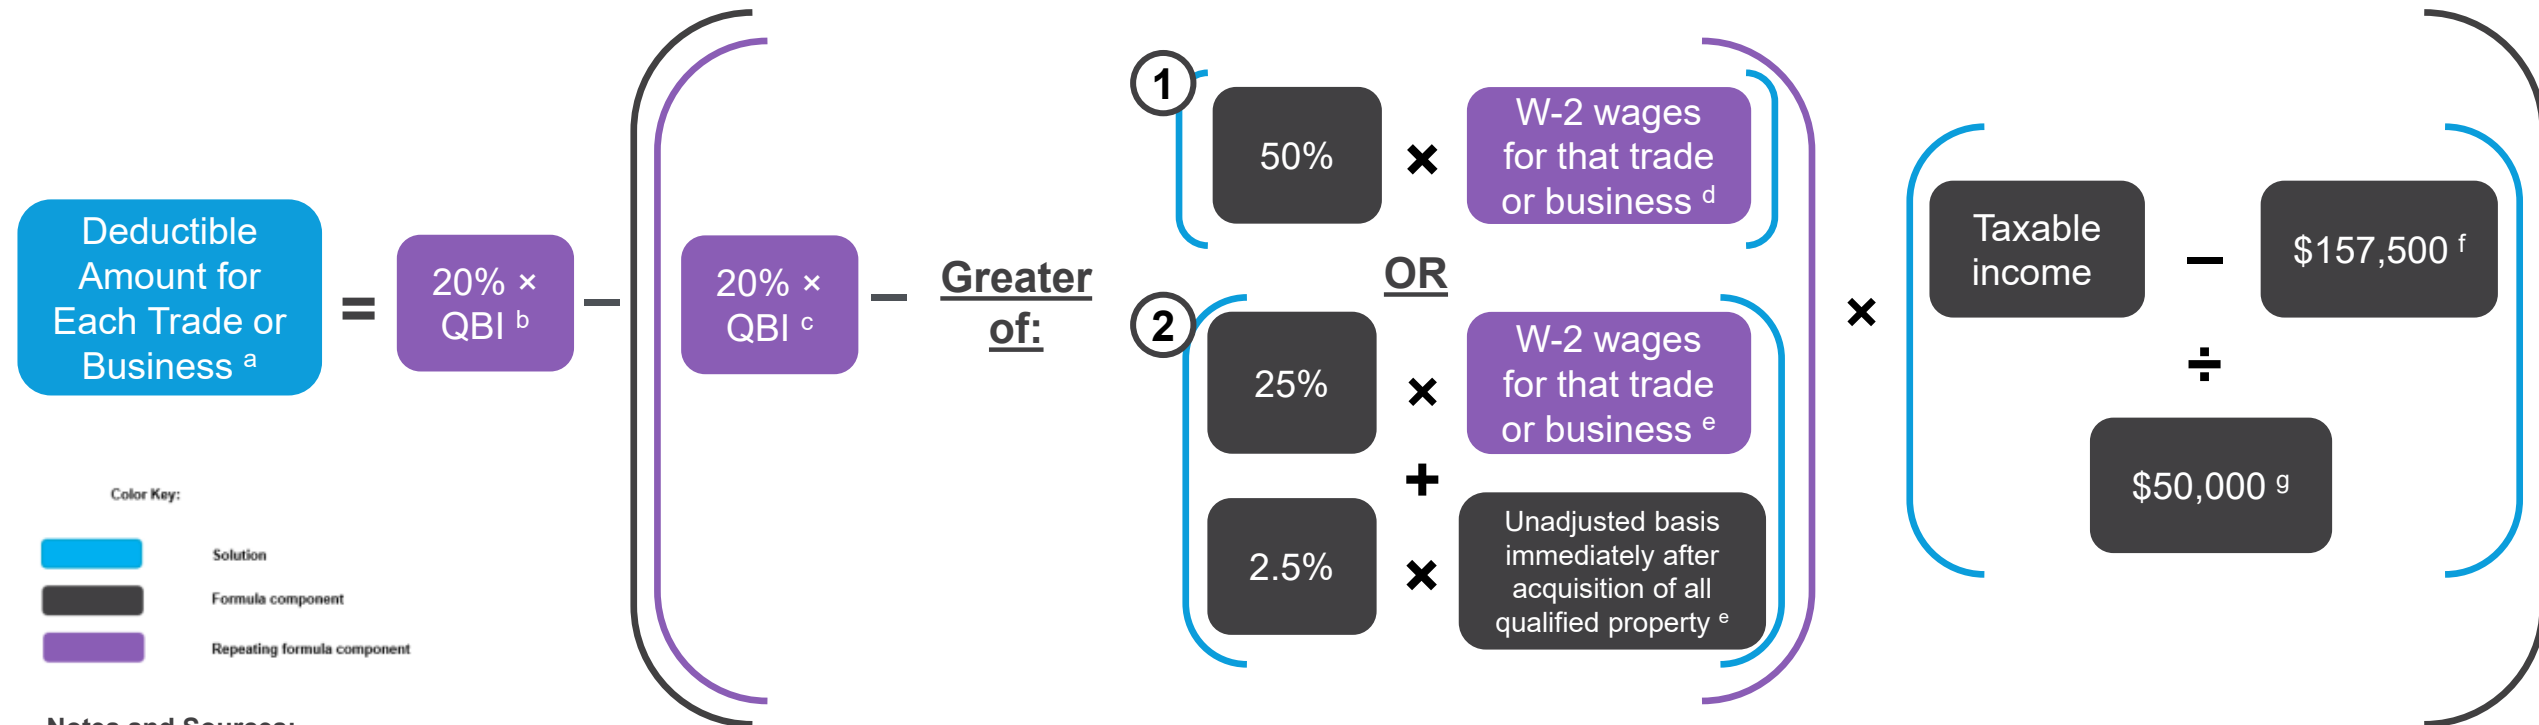 Deductible
Amount for
Each Trade or
Business a
=
20% ×
QBI b
–
20% ×
QBI c
–
Greater
of:
1
50%
×
W-2 wages
for that trade
or business d
OR
2
25%
×
W-2 wages
for that trade
or business e
+
2.5%
×
Unadjusted basis
immediately after
acquisition of all
qualified property e
×
Taxable
income
–
$157,500 f
÷
$50,000 g
Color Key:
Solution
Formula component
Repeating formula component
Notes and Sources: